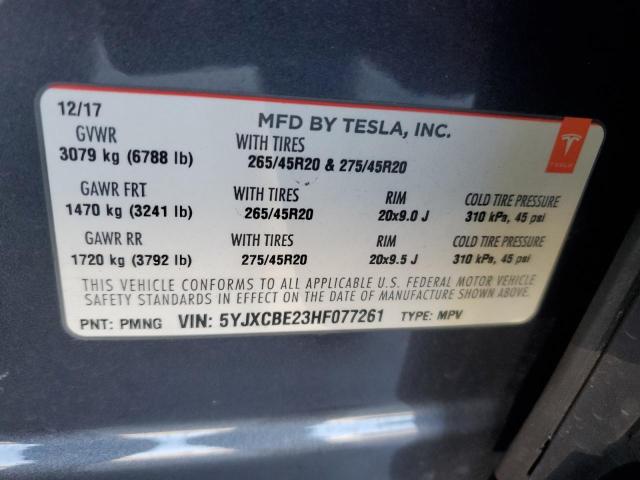 12/17
MFD BY TESLA, INC.
GVWR WITH TIRES
3079 kg (6788 lb) 265/45R20 & 275/45R20
TESLA
GAWR FRT WITH TIRES RIM COLD TIRE PRESSURE
1470 kg (3241 lb) 265/45R20 20x9.0 J 310 kPa, 45 psi
GAWR RR WITH TIRES RIM COLD TIRE PRESSURE
1720 kg (3792 lb) 275/45R20 20x9.5 J 310 kPa, 45 psi
THIS VEHICLE CONFORMS TO ALL APPLICABLE U.S. FEDERAL MOTOR VEHICLE
SAFETY STANDARDS IN EFFECT ON THE DATE OF MANUFACTURE SHOWN ABOVE.
PNT: PMNG VIN: 5YJXCBE23HF077261 TYPE: MPV